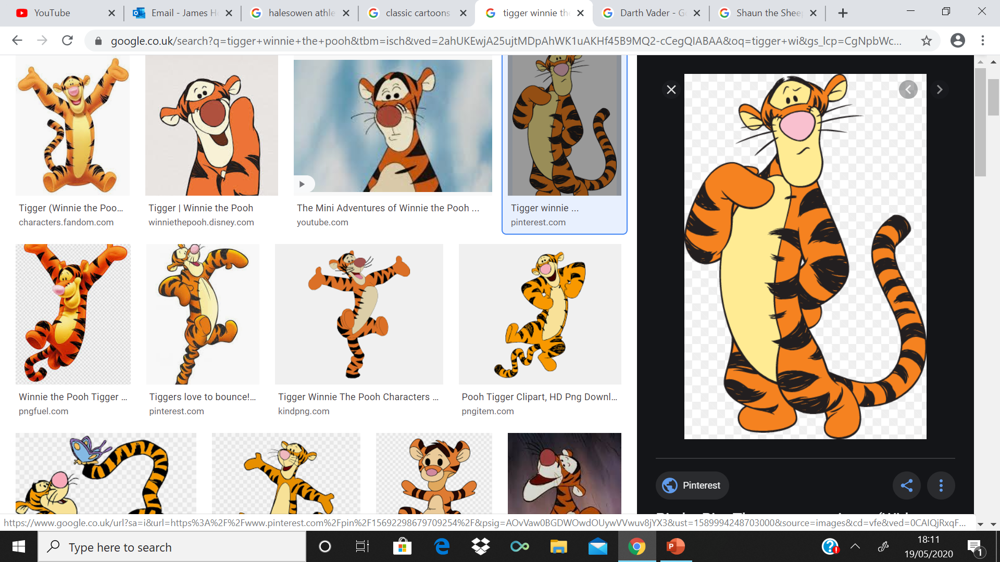 YouTube
Email - James H
halesowen athle
classic cartoons
tigger winnie the
Darth Vader - G
Shaun the Shee
google.co.uk/search?q=tigger+winnie+the+pooh&tbm=isch&ved=2ahUKEwjA25ujtMDpAhWK1uAKHf45B9MQ2-cCegQIABAA&oq=tigger+wi&gs_lcp=CgNpbWc...
Tigger (Winnie the Poo...
characters.fandom.com
Tigger | Winnie the Pooh
winniethepooh.disney.com
The Mini Adventures of Winnie the Pooh ...
youtube.com
Tigger winnie ...
pinterest.com
Winnie the Pooh Tigger ...
pngfuel.com
Tiggers love to bounce!...
pinterest.com
Tigger Winnie The Pooh Characters ...
kindpng.com
Pooh Tigger Clipart, HD Png Downl...
pngitem.com
Pinterest
https://www.google.co.uk/url?sa=i&url=https%3A%2F%2Fwww.pinterest.com%2Fpin%2F15692298679709254%2F&psig=AOvVaw0BGDWOwdOUywVVwuv8jYX3&ust=1589994248703000&source=images&cd=vfe&ved=0CAIQjRxqF...
Type here to search
18:11
19/05/2020
1